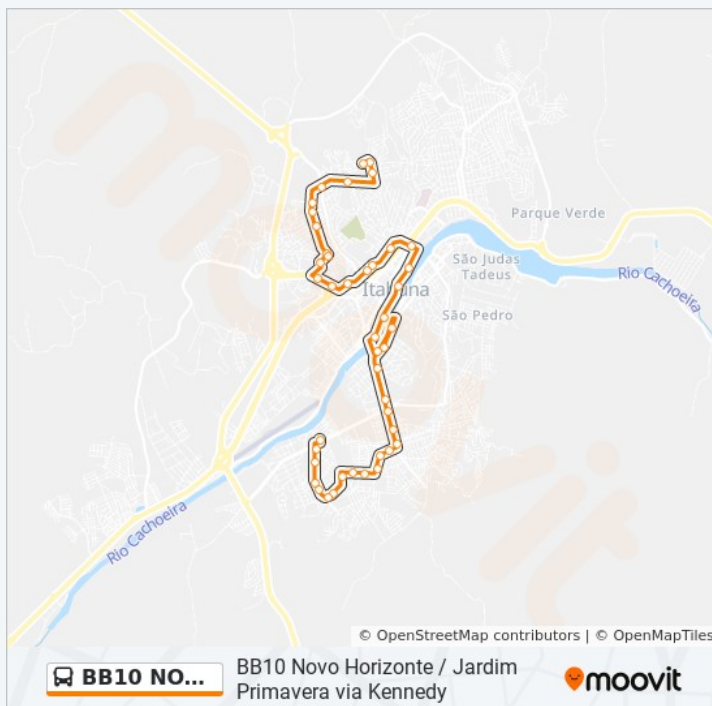 Parque Verde
São Judas
Tadeus
Rio Cachoeira
Itabuna
São Pedro
Rio Cachoeira
© OpenStreetMap contributors | © OpenMapTiles
BB10 NO...
BB10 Novo Horizonte / Jardim
Primavera via Kennedy
moovit